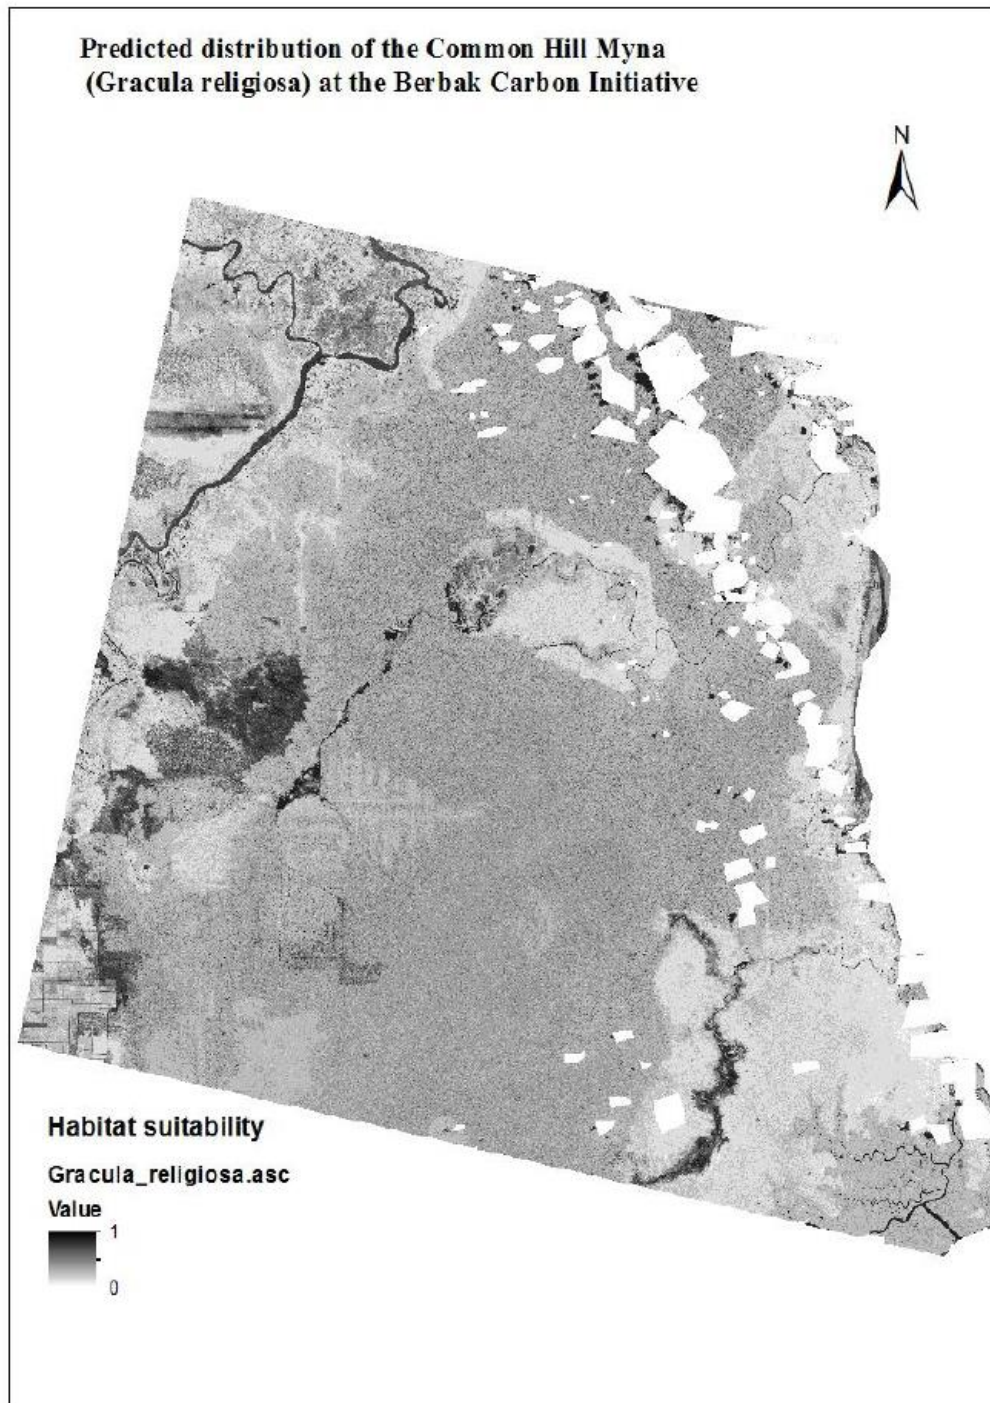 Predicted distribution of the Common Hill Myna
(Gracula religiosa) at the Berbak Carbon Initiative
N
Habitat suitability
Gracula_religiosa.asc
Value
1
0